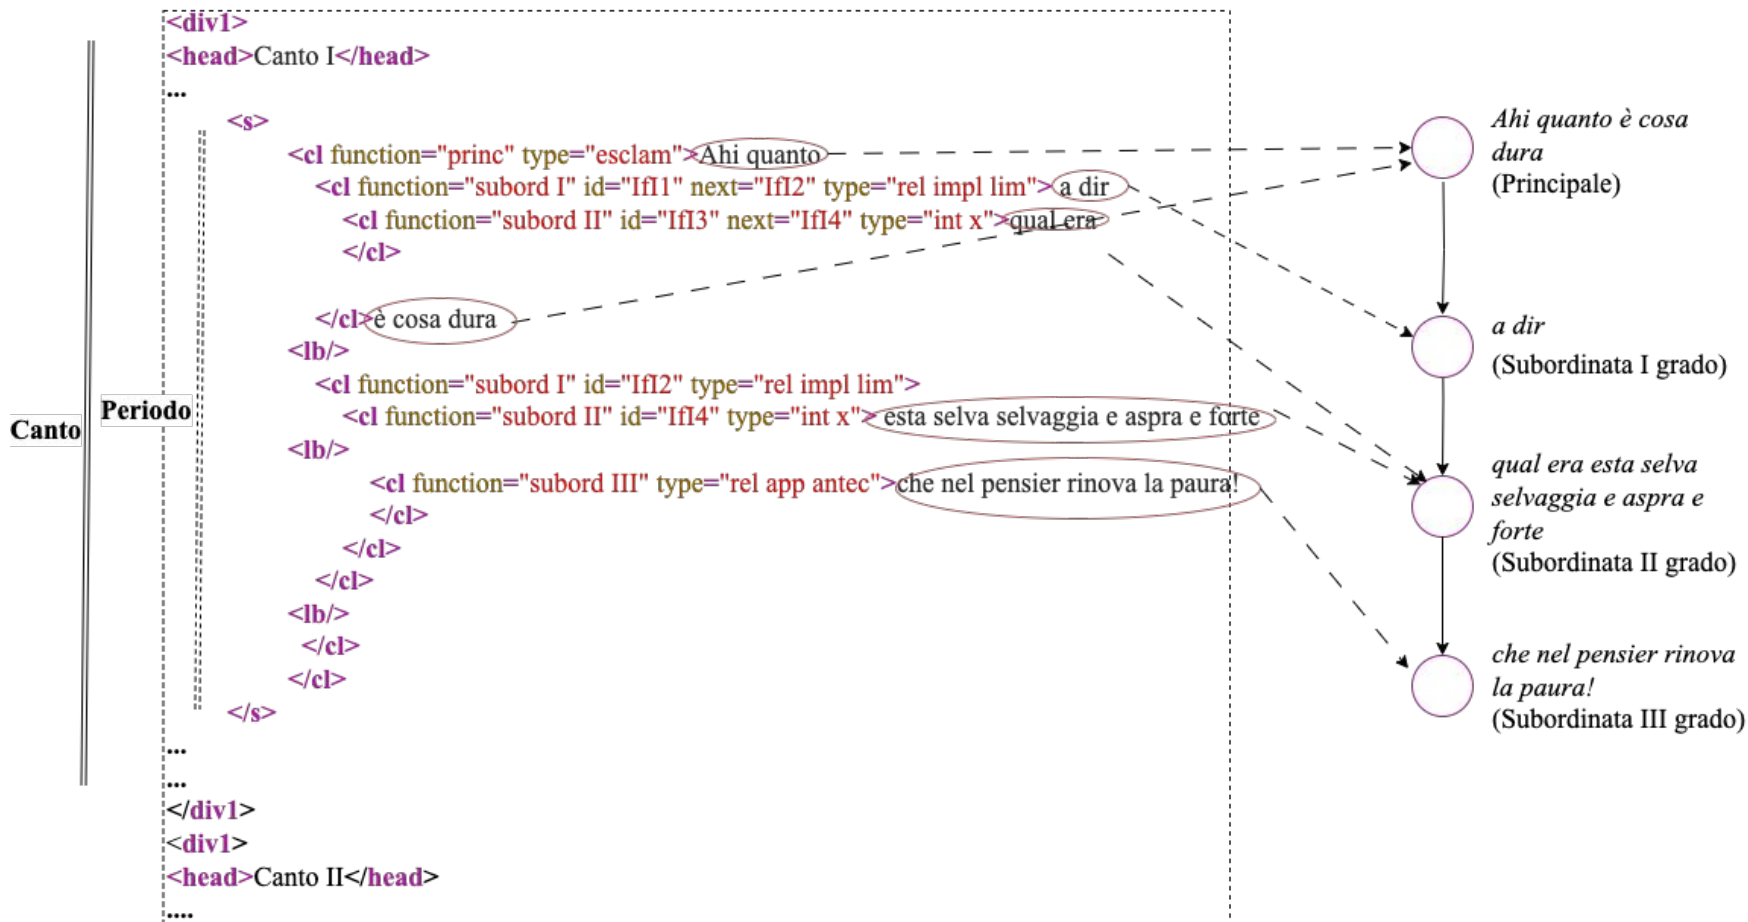 <div1>
<head>Canto I</head>
...
<s>
<cl function="princ" type="esclam">Ahi quanto
<cl function="subord I" id="IfI1" next="IfI2" type="rel impl lim">a dir
<cl function="subord II" id="IfI3" next="IfI4" type="int x">qual era
</cl>
</cl>è cosa dura
<lb/>
<cl function="subord I" id="IfI2" type="rel impl lim">
<cl function="subord II" id="IfI4" type="int x"> esta selva selvaggia e aspra e forte
<lb/>
<cl function="subord III" type="rel app antec">che nel pensier rinova la paura!
</cl>
</cl>
</cl>
<lb/>
</cl>
</cl>
</s>
...
...
</div1>
<div1>
<head>Canto II</head>
....
Canto
Periodo
Ahi quanto è cosa
dura
(Principale)
a dir
(Subordinata I grado)
qual era esta selva
selvaggia e aspra e
forte
(Subordinata II grado)
che nel pensier rinova
la paura!
(Subordinata III grado)